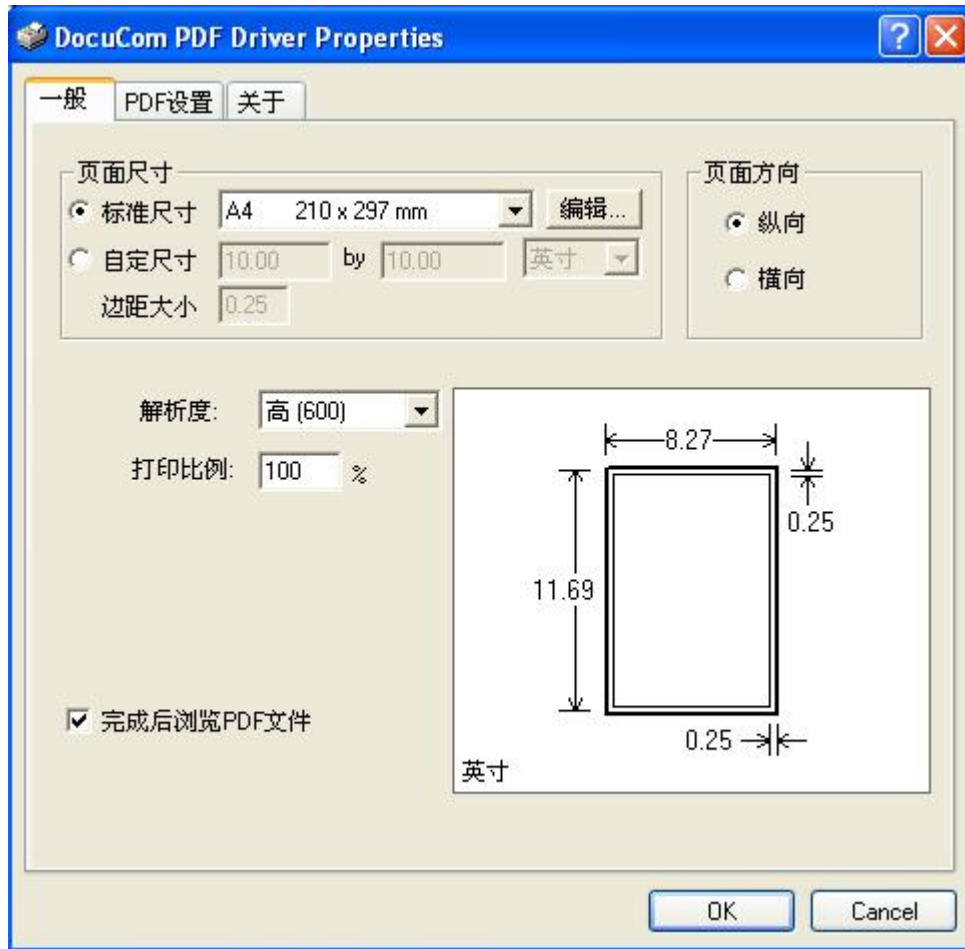 DocuCom PDF Driver Properties
一般 PDF设置 关于
页面尺寸
标准尺寸 A4 210 x 297 mm 编辑...
自定尺寸 10.00 by 10.00 英寸
边距大小 0.25
页面方向
纵向
横向
解析度: 高 (600)
打印比例: 100 %
8.27
0.25
11.69
0.25
英寸
完成后浏览PDF文件
OK Cancel